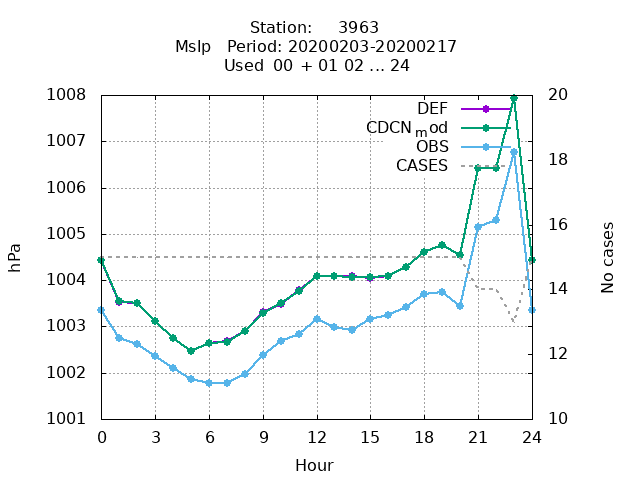 Station: 3963
Mslp Period: 20200203-20200217
Used 00 + 01 02 ... 24
1008
1007
1006
1005
1004
1003
1002
1001
hPa
DEF
CDCN_mod
OBS
CASES
20
18
16
14
12
10
No cases
0 3 6 9 12 15 18 21 24
Hour